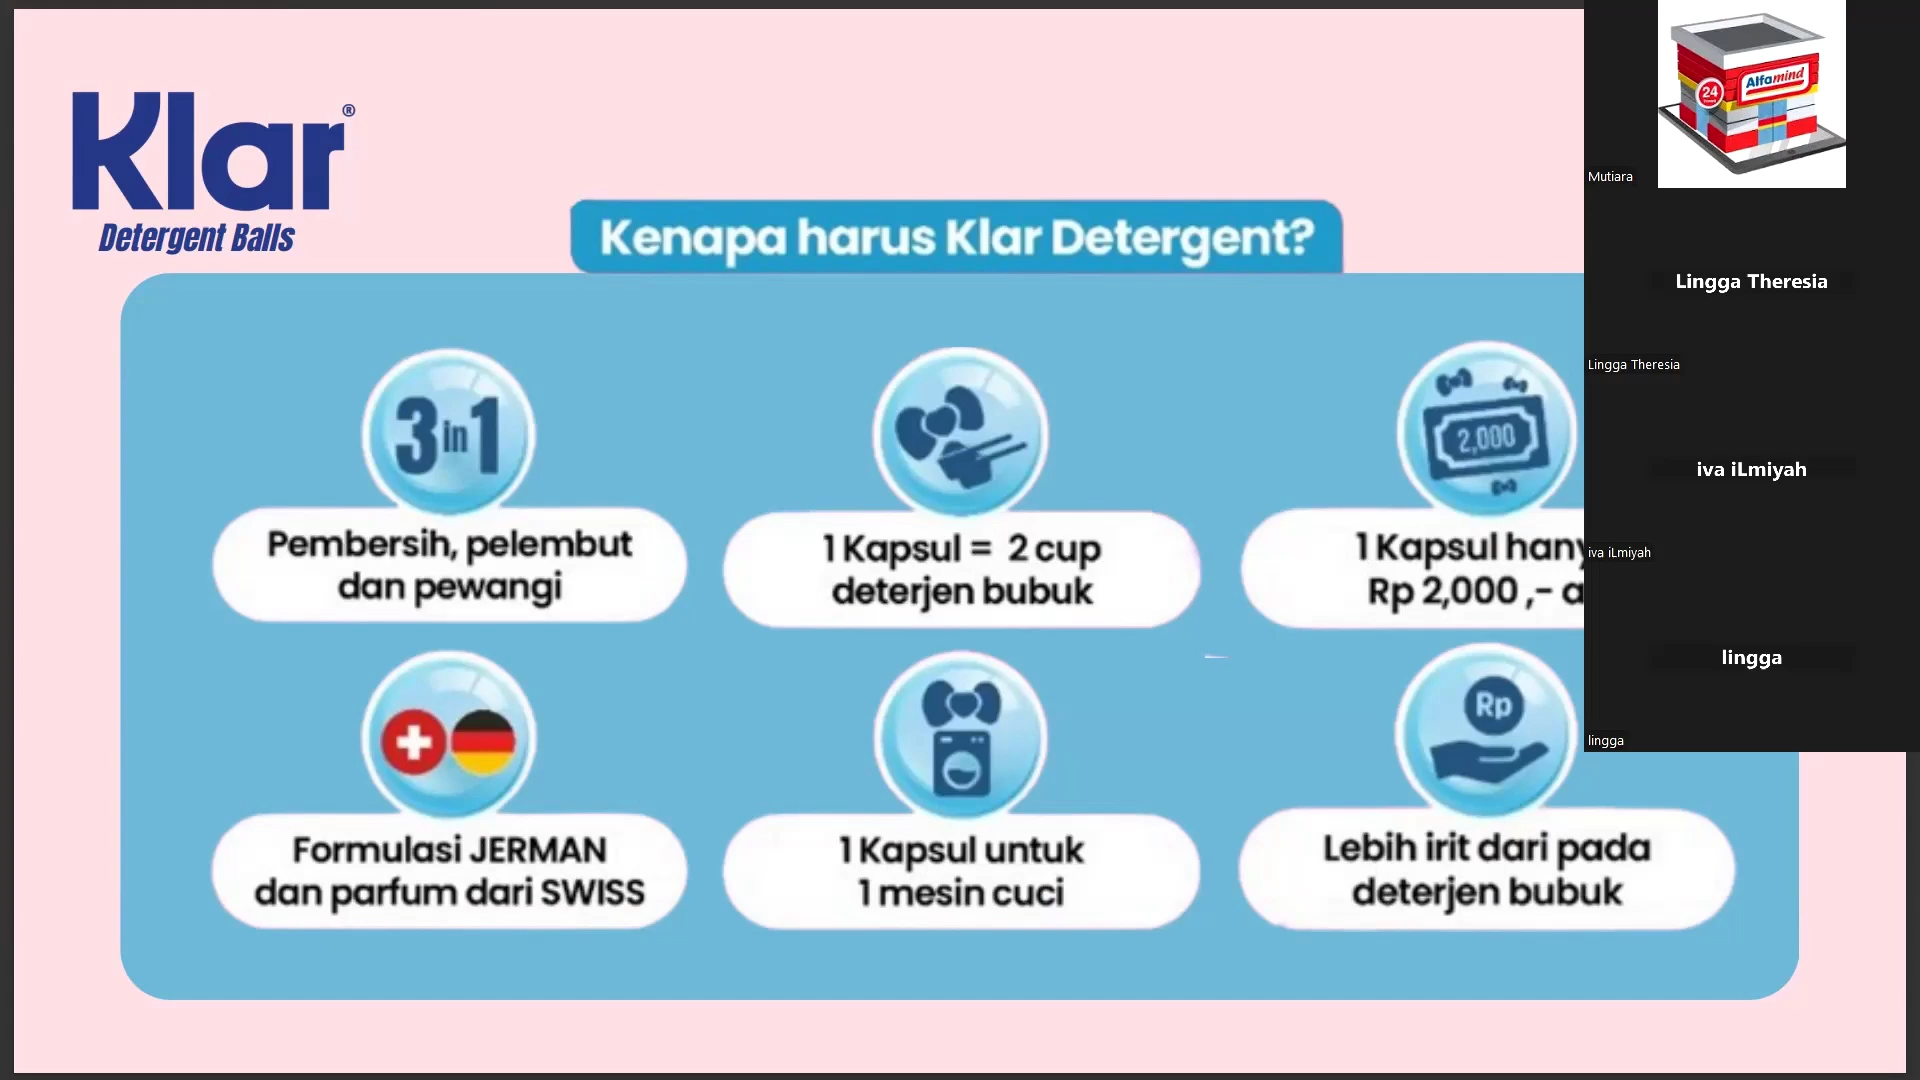 Klar®
Detergent Balls
Kenapa harus Klar Detergent?
3 in 1
Pembersih, pelembut
dan pewangi
1 Kapsul = 2 cup
deterjen bubuk
2,000
1 Kapsul
Rp 2,000 ,-
Formulasi JERMAN
dan parfum dari SWISS
1 Kapsul untuk
1 mesin cuci
Rp
Lebih irit dari pada
deterjen bubuk
Alfamind
24
Mutiara
Lingga Theresia
Lingga Theresia
iva iLmiyah
iva iLmiyah
lingga
lingga